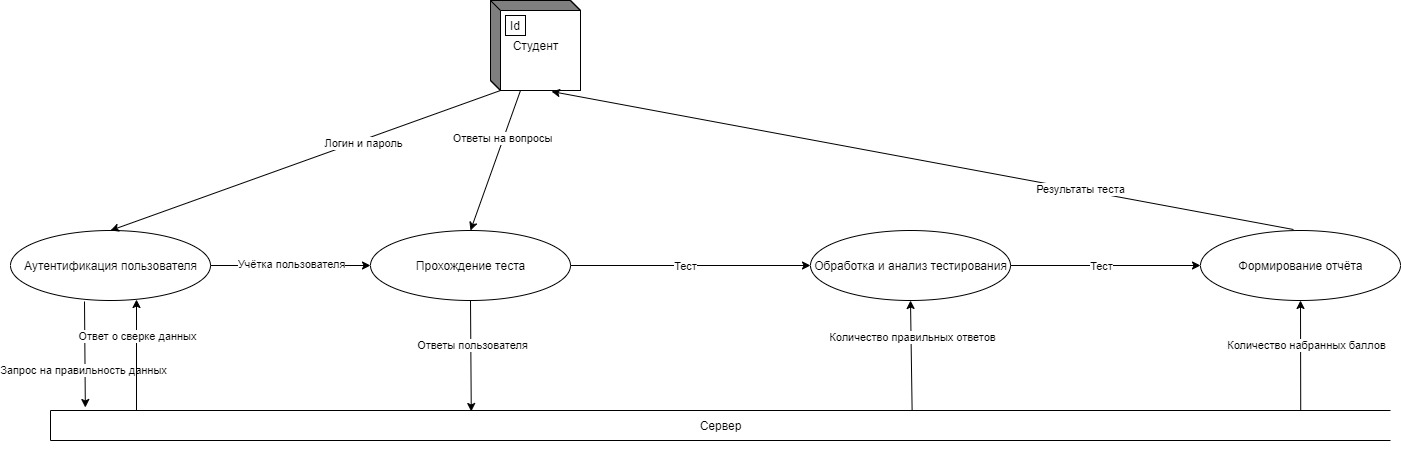 Id
Студент
Логин и пароль
Ответы на вопросы
Результаты теста
Аутентификация пользователя
Учётка пользователя
Прохождение теста
Тест
Обработка и анализ тестирования
Тест
Формирование отчёта
Ответ о сверке данных
Запрос на правильность данных
Ответы пользователя
Количество правильных ответов
Количество набранных баллов
Сервер